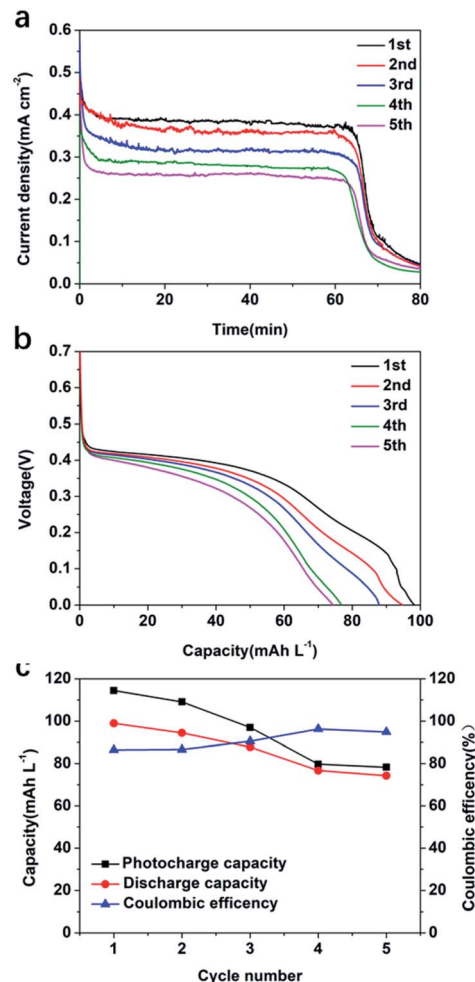 a
0.6
0.5
0.4
0.3
0.2
0.1
0.0
Current density(mA cm-2)
1st
2nd
3rd
4th
5th
0 20 40 60 80
Time(min)
b
0.7
0.6
0.5
0.4
0.3
0.2
0.1
0.0
Voltage(V)
1st
2nd
3rd
4th
5th
0 20 40 60 80 100
Capacity(mAh L-1)
c
120 120
100 100
80 80
60 60
40 40
20 20
0 0
Capacity(mAh L-1)
Coulombic efficency(%)
Photocharge capacity
Discharge capacity
Coulombic efficency
1 2 3 4 5
Cycle number